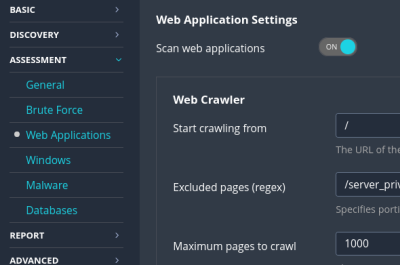 BASIC
DISCOVERY
ASSESSMENT
General
Brute Force
Web Applications
Windows
Malware
Databases
REPORT
ADVANCED
Web Application Settings
Scan web applications
ON
Web Crawler
Start crawling from
/
The URL of the
Excluded pages (regex)
/server_priv
Specifies porti
Maximum pages to crawl
1000